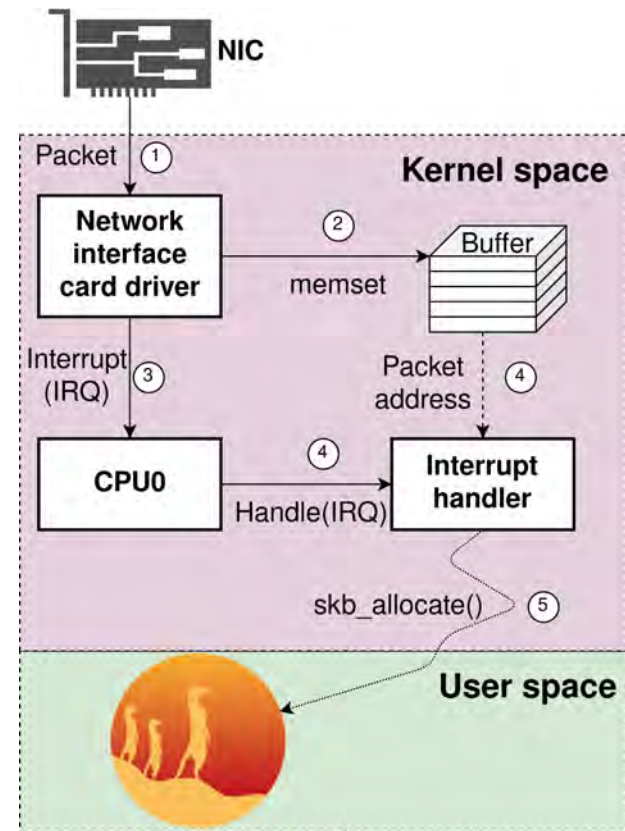 NIC
Packet
1
Kernel space
Network
interface
card driver
2
memset
Buffer
Interrupt
(IRQ)
3
Packet
address
4
CPU0
4
Handle(IRQ)
Interrupt
handler
skb_allocate()
5
User space